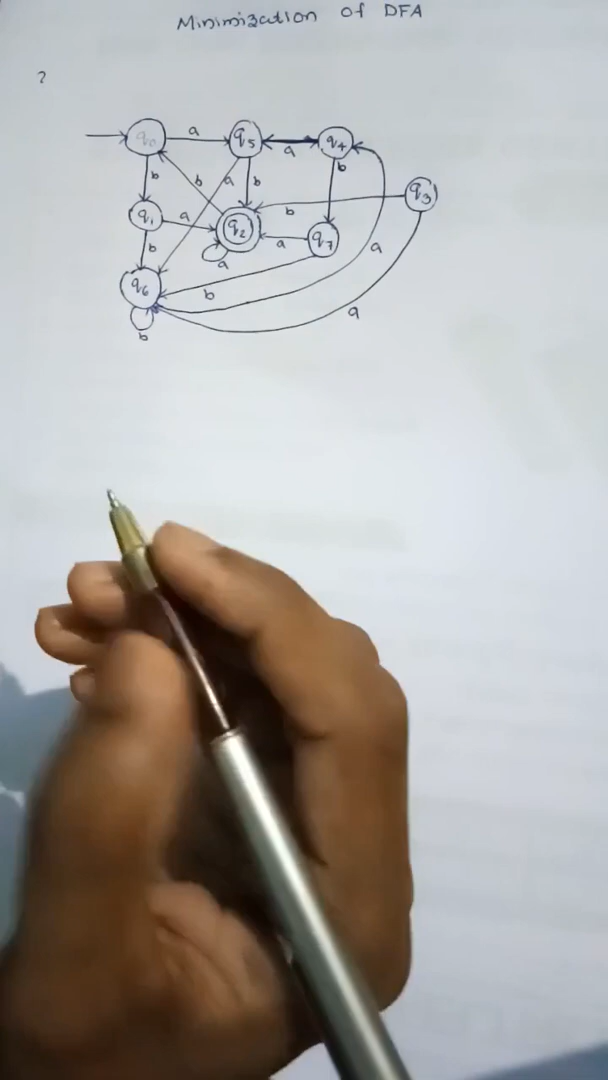 Minimization of DFA
?
q0 a q5 a q4
b b a b b q3
b
q1 a q2 a q7
b a a
q6 b
a
b